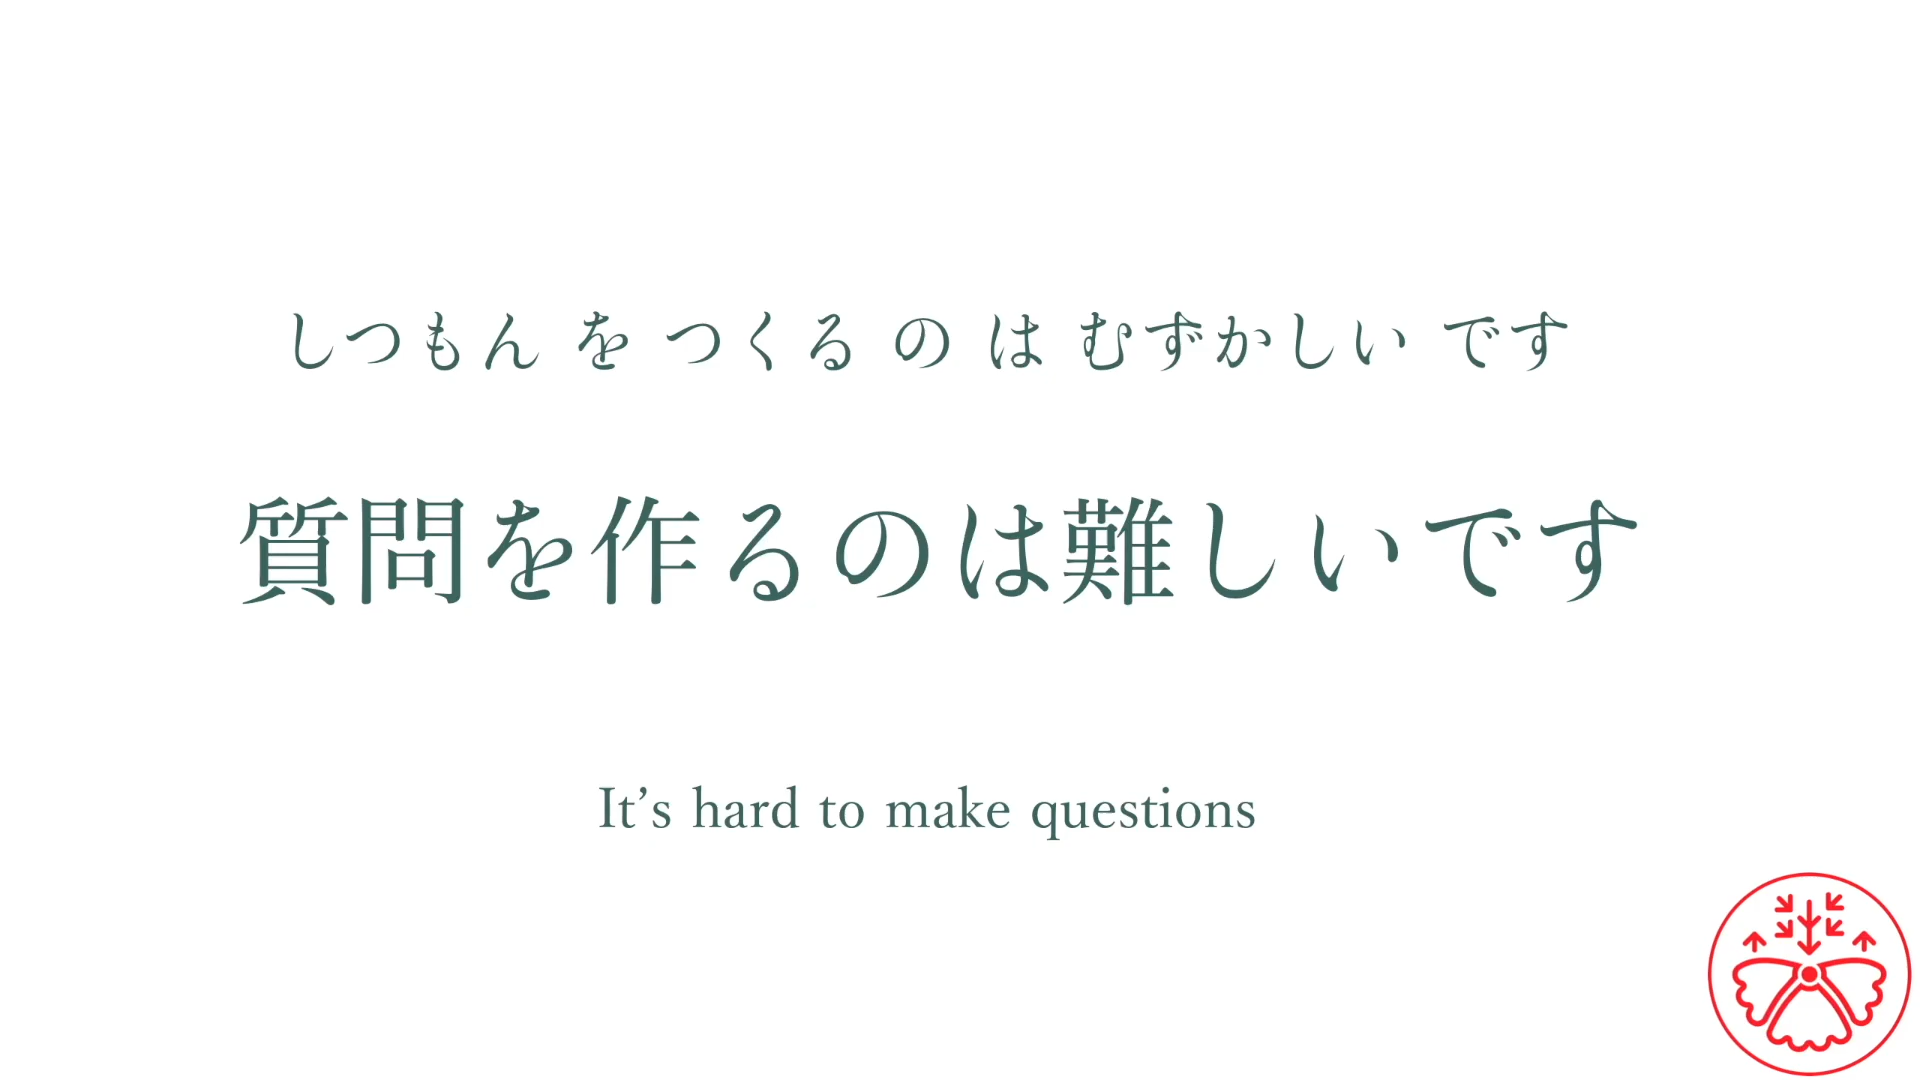 しつもん を つくる の は むずかしい です
質問を作るのは難しいです
It’s hard to make questions